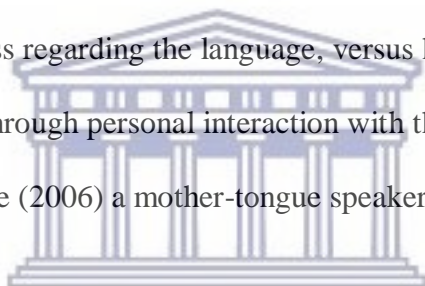 ss regarding the language, versus
hrough personal interaction with th
e (2006) a mother-tongue speaker